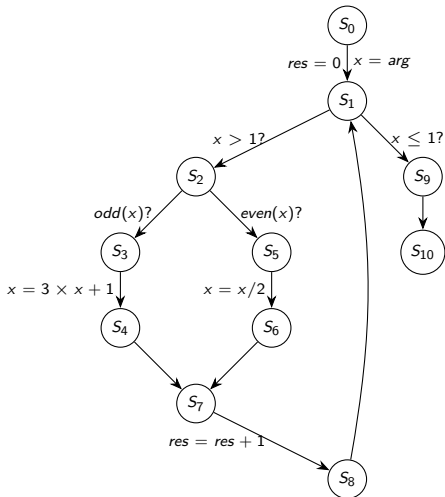 S₀
res = 0 x = arg
S₁
x > 1? x ≤ 1?
S₂ S₉
odd(x)? even(x)?
S₃ S₅ S₁₀
x = 3 × x + 1 x = x/2
S₄ S₆
S₇
res = res + 1
S₈